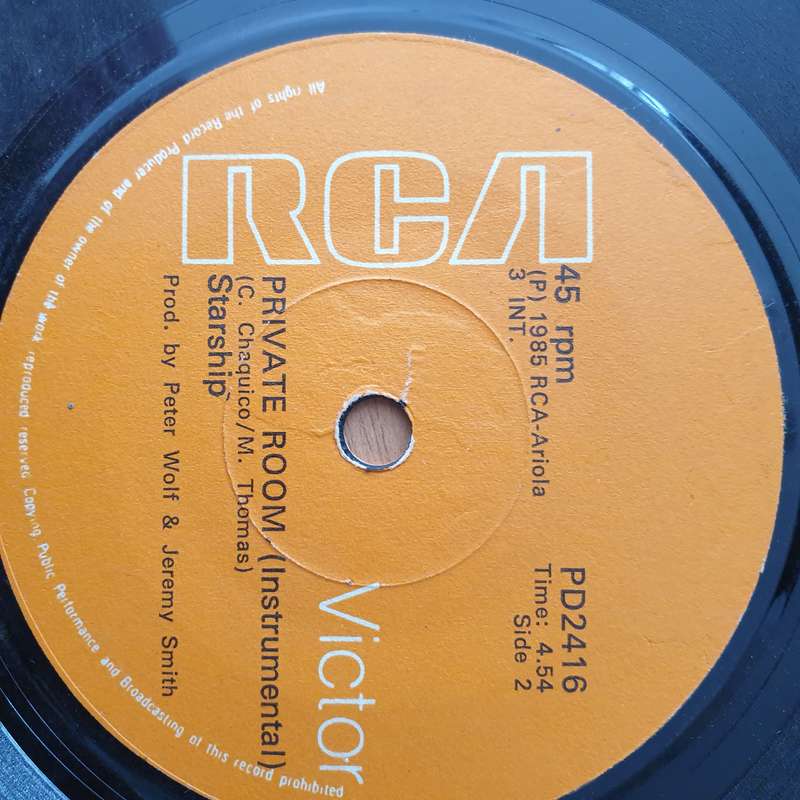 RCA
Victor
45 rpm
(P) 1985 RCA-Ariola
3 INT.
PD2416
Time: 4.54
Side 2
PRIVATE ROOM (Instrumental)
(C. Chaquico/M. Thomas)
Starship
Prod. by Peter Wolf & Jeremy Smith
All rights of the Record Producer and of the owner of the work reproduced reserved Copying, Public Performance and Broadcasting of this record prohibited